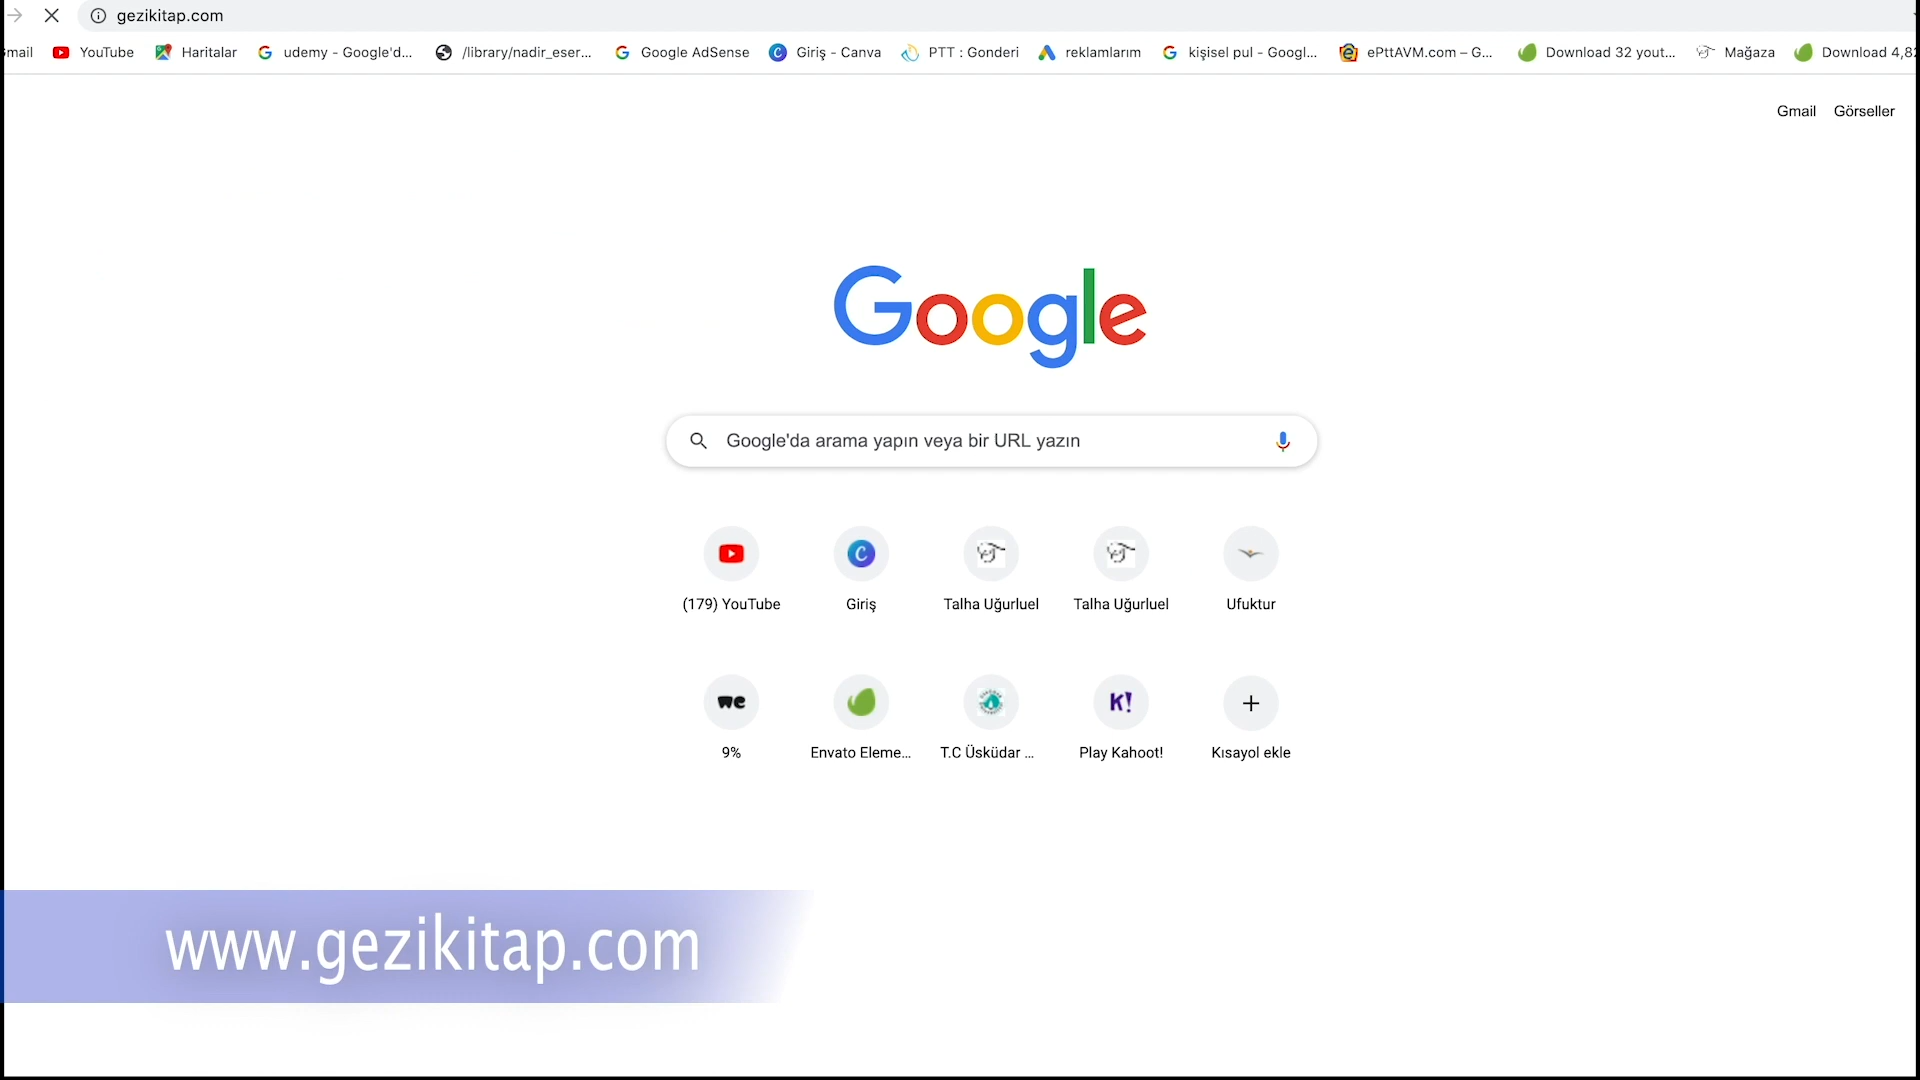 gezikitap.com
YouTube
Haritalar
udemy - Google'd...
/library/nadir_eser...
Google AdSense
Giriş - Canva
PTT : Gonderi
reklamlarım
kişisel pul - Googl...
ePttAVM.com – G...
Download 32 yout...
Mağaza
Download 4,8
Gmail
Görseller
Google
Google'da arama yapın veya bir URL yazın
(179) YouTube
Giriş
Talha Uğurluel
Talha Uğurluel
Ufuktur
we
K!
9%
Envato Eleme...
T.C Üsküdar ...
Play Kahoot!
Kısayol ekle
www.gezikitap.com